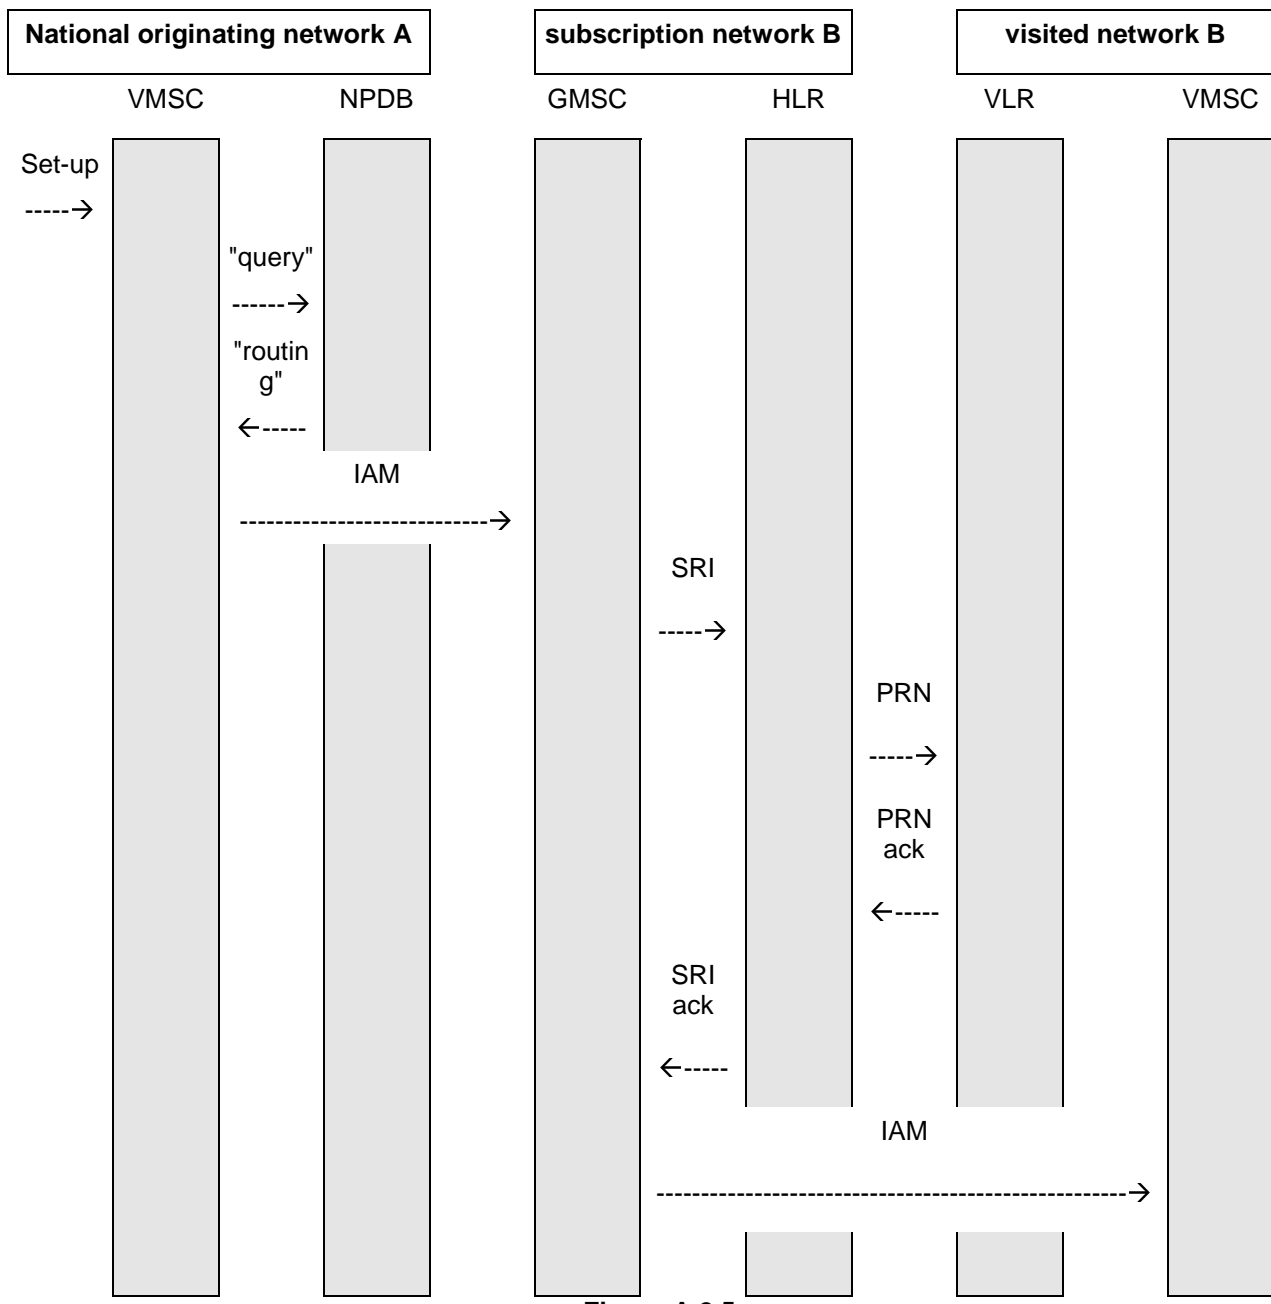 National originating network A
subscription network B
visited network B
VMSC
NPDB
GMSC
HLR
VLR
VMSC
Set-up
-----→
"query"
------→
"routin
g"
←-----
IAM
----------------------------→
SRI
-----→
PRN
-----→
PRN
ack
←-----
SRI
ack
←-----
IAM
-----------------------------------------------------→